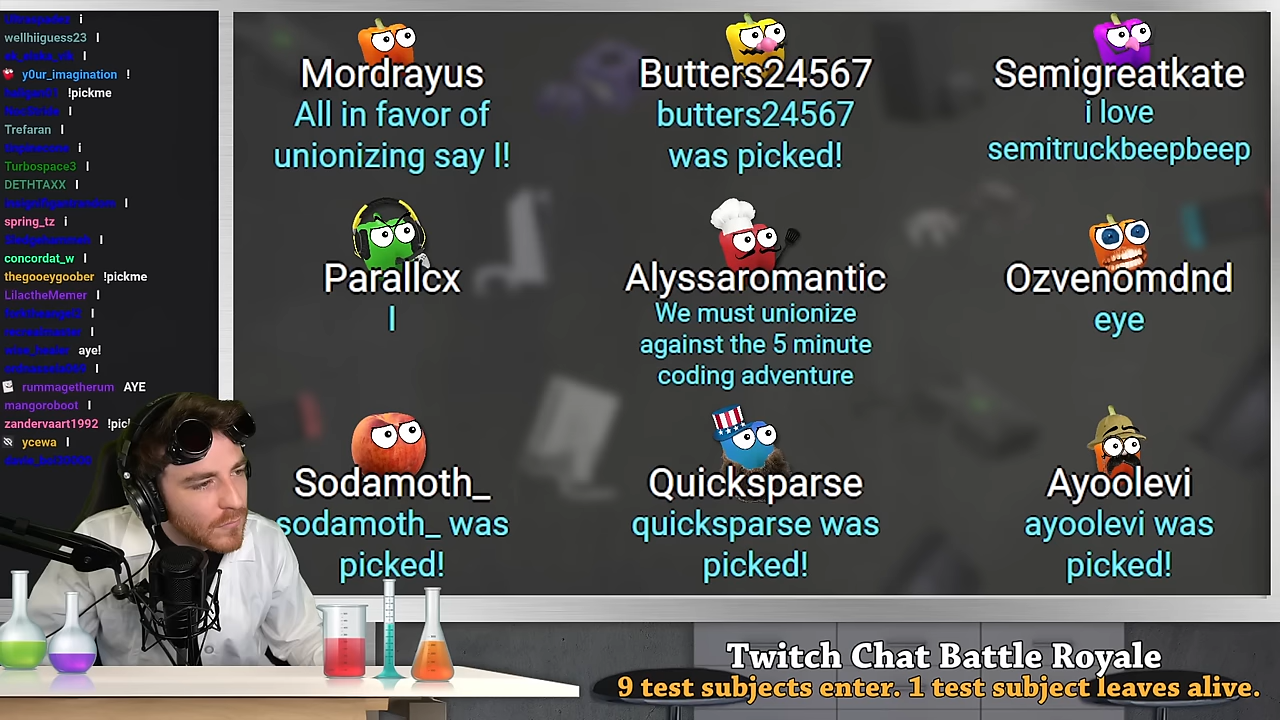 wellhiiguess23 I
y0ur_imagination !
!pickme
Trefaran I
Turbospace3 I
DETHTAXX I
spring_tz i
concordat_w I
thegooeygoober !pickme
LilactheMemer I
aye!
rummagetherum AYE
mangoroboot I
zandervaart1992 !pic
ycewa I
Mordrayus
All in favor of
unionizing say I!
Butters24567
butters24567
was picked!
Semigreatkate
i love
semitruckbeepbeep
Parallcx
I
Alyssaromantic
We must unionize
against the 5 minute
coding adventure
Ozvenomdnd
eye
Sodamoth_
sodamoth_ was
picked!
Quicksparse
quicksparse was
picked!
Ayoolevi
ayoolevi was
picked!
Twitch Chat Battle Royale
9 test subjects enter. 1 test subject leaves alive.